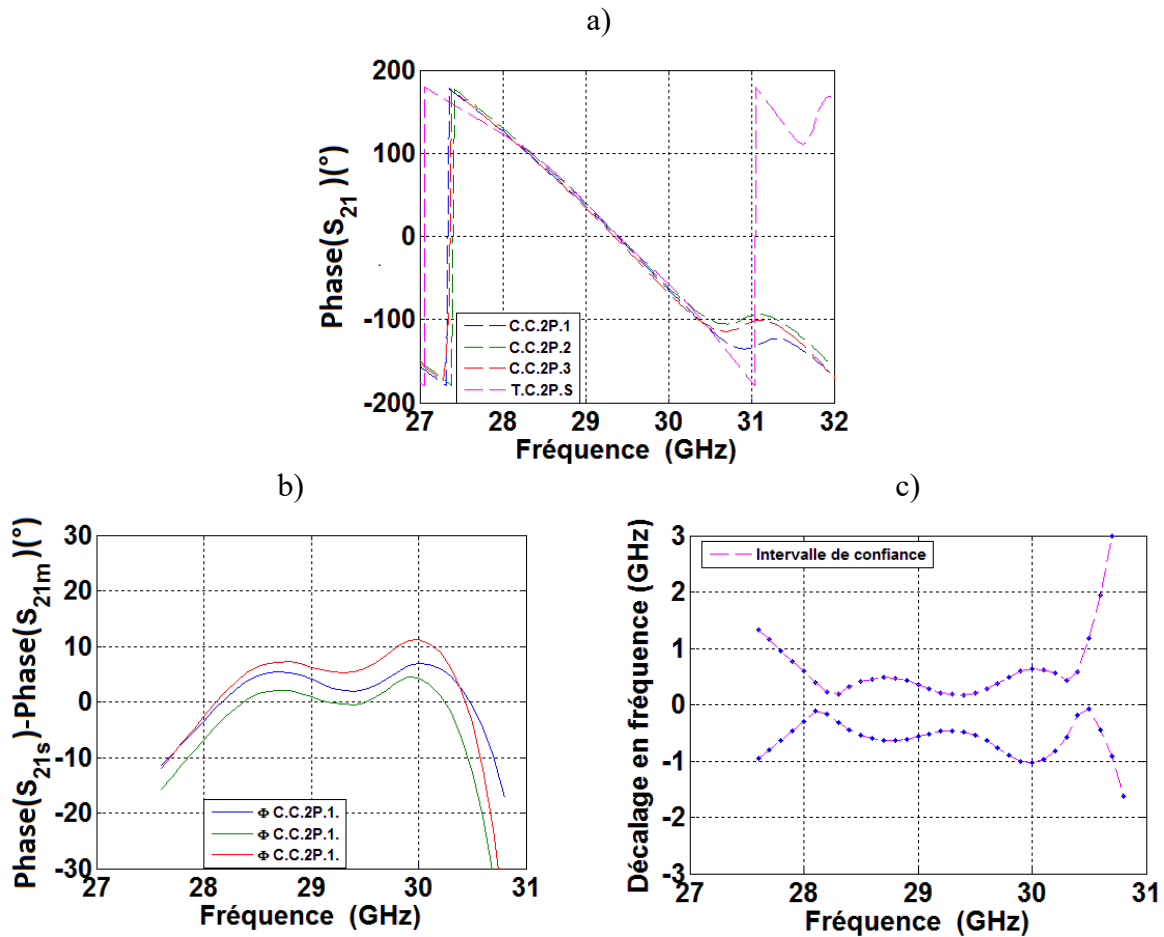 a)
200
100
0
-100
-200
Phase(S21)(°)
C.C.2P.1
C.C.2P.2
C.C.2P.3
T.C.2P.S
27 28 29 30 31 32
Fréquence (GHz)
b)
30
20
10
0
-10
-20
-30
Phase(S21s)-Phase(S21m)(°)
Φ C.C.2P.1.
Φ C.C.2P.1.
Φ C.C.2P.1.
27 28 29 30 31
Fréquence (GHz)
c)
3
2
1
0
-1
-2
-3
Décalage en fréquence (GHz)
Intervalle de confiance
27 28 29 30 31
Fréquence (GHz)